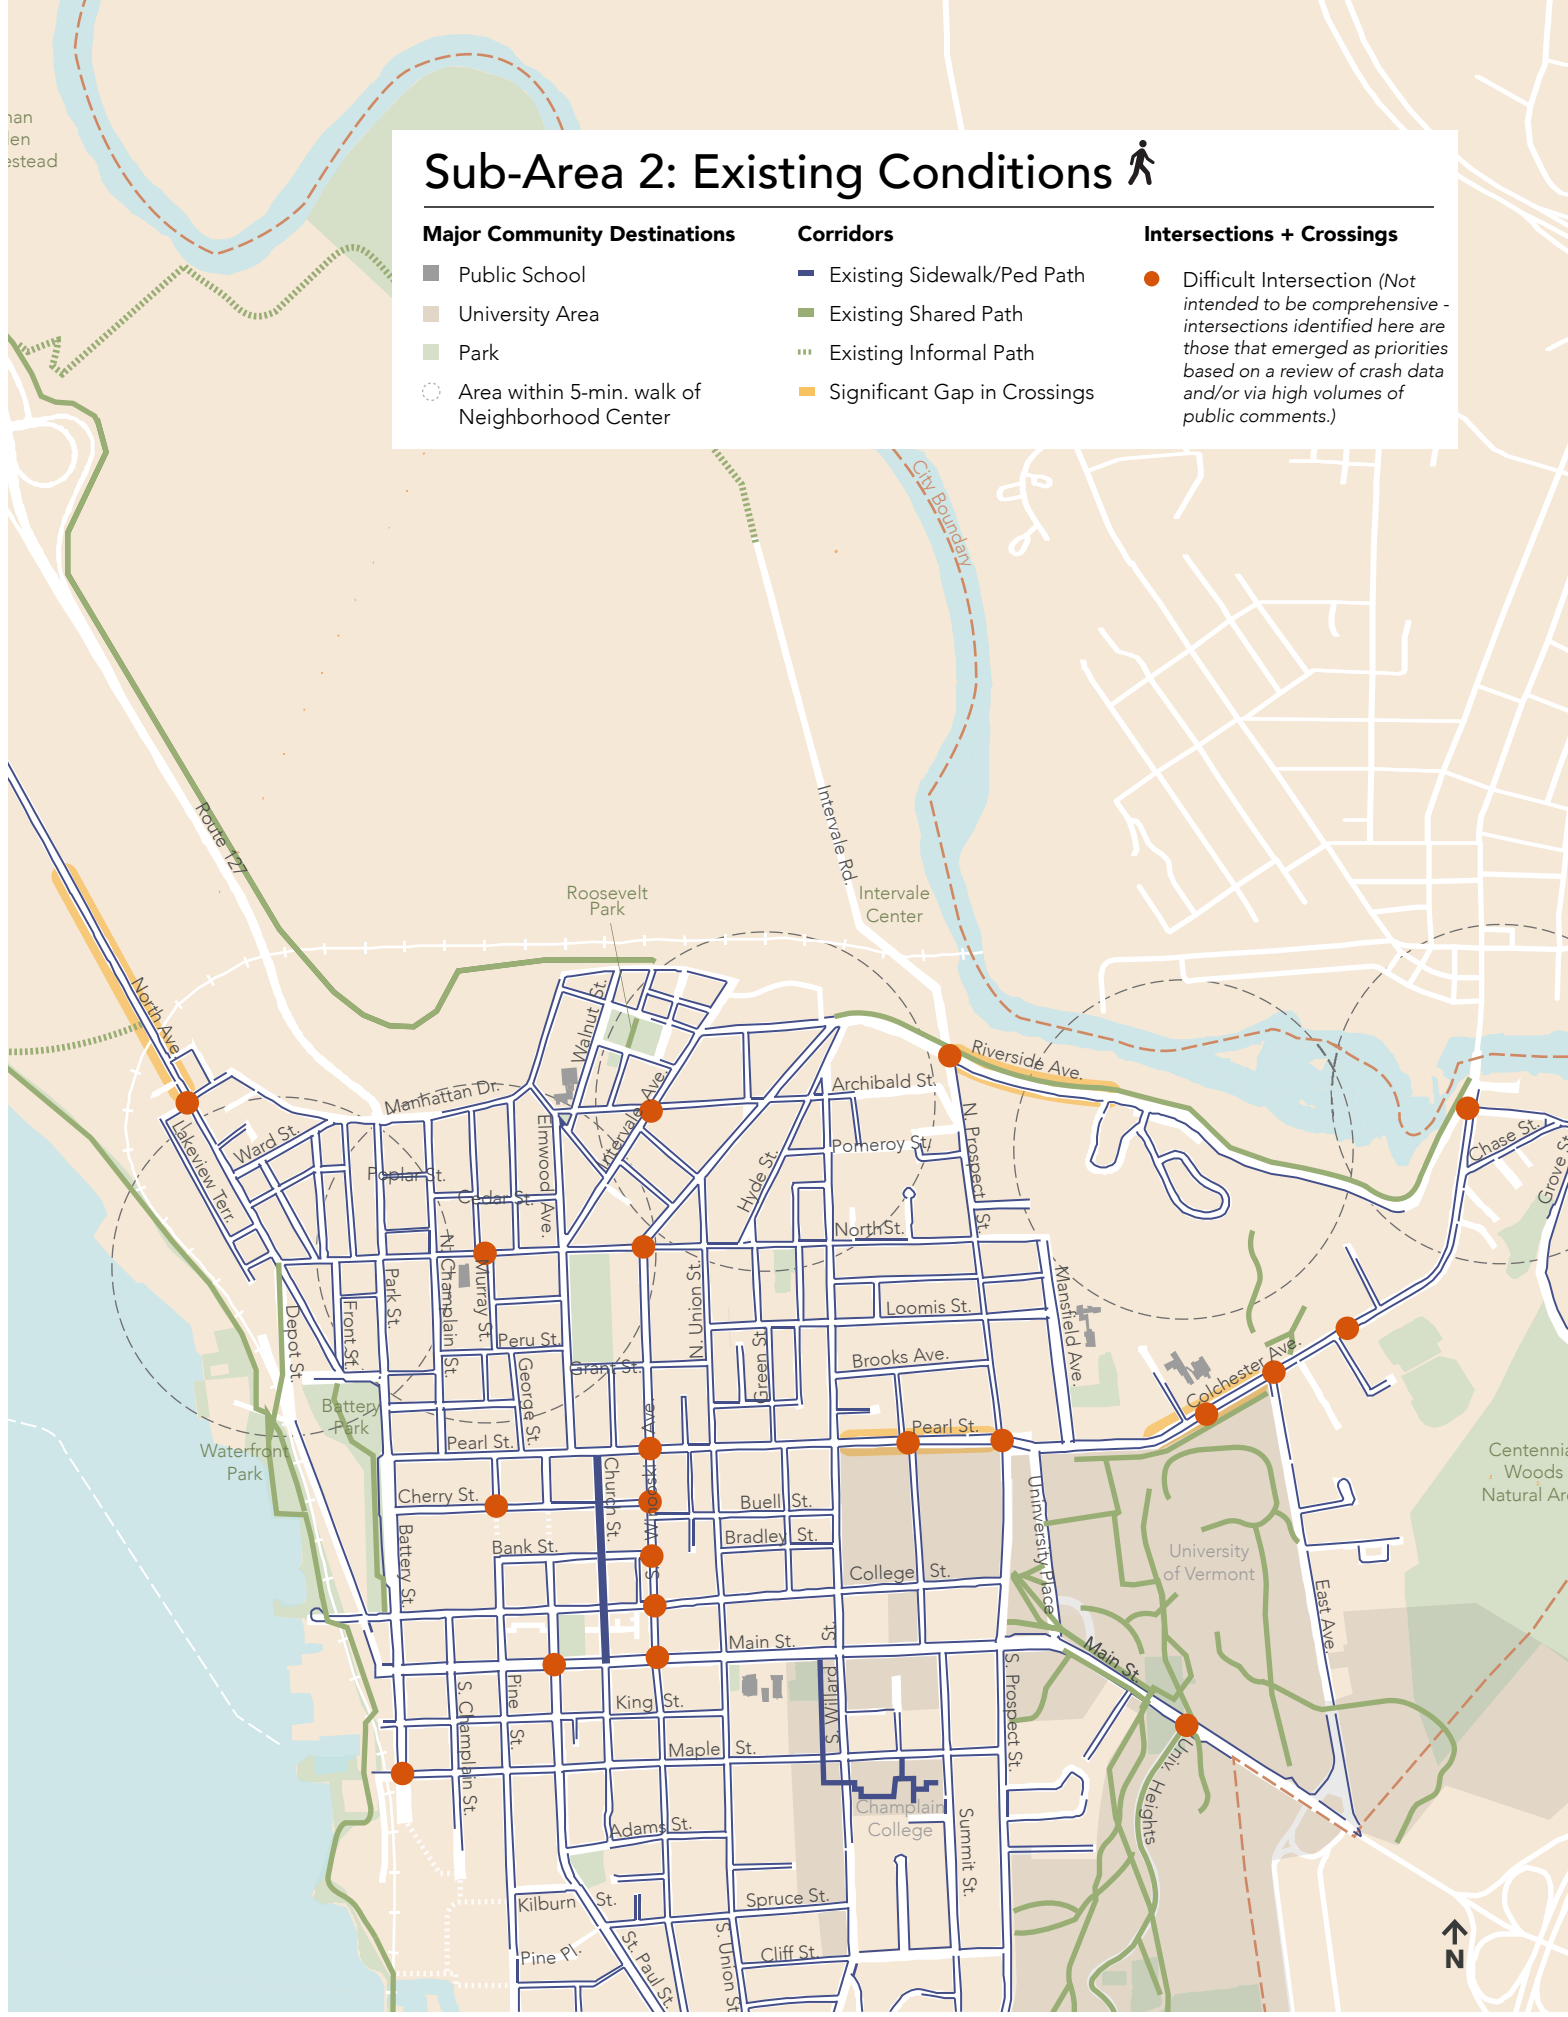 Sub-Area 2: Existing Conditions
Major Community Destinations
Public School
University Area
Park
Area within 5-min. walk of
Neighborhood Center
Corridors
Existing Sidewalk/Ped Path
Existing Shared Path
Existing Informal Path
Significant Gap in Crossings
Intersections + Crossings
Difficult Intersection (Not
intended to be comprehensive -
intersections identified here are
those that emerged as priorities
based on a review of crash data
and/or via high volumes of
public comments.)
City Boundary
Route 127
Intervale Rd.
Roosevelt
Park
Intervale
Center
North Ave.
Walnut St.
Riverside Ave.
Manhattan Dr.
Archibald St.
Intervale Ave.
Elmwood Ave.
N. Prospect St.
Lakeview Terr.
Ward St.
Pomeroy St.
Chase St.
Grove St
Poplar St.
Cedar St.
Hyde St.
North St.
N. Champlain St.
Murray St.
Park St.
Front St.
Depot St.
N. Union St.
Mansfield Ave.
Loomis St.
Peru St.
Grant St.
George St.
Green St.
Brooks Ave.
Colchester Ave.
Battery
Park
Waterfront
Park
Pearl St.
Pearl St.
S. Winooski Ave.
Church St.
Cherry St.
Buell St.
Bradley St.
Bank St.
Battery St.
College St.
Uninversity Place
University
of Vermont
East Ave.
Centennia
Woods
Natural Are
Main St.
Main St.
S. Willard St.
S. Prospect St.
King St.
Pine St.
S. Champlain St.
Maple St.
Univ. Heights
Champlain
College
Summit St.
Adams St.
Kilburn St.
Spruce St.
Pine Pl.
St. Paul St.
S. Union St
Cliff St.
N